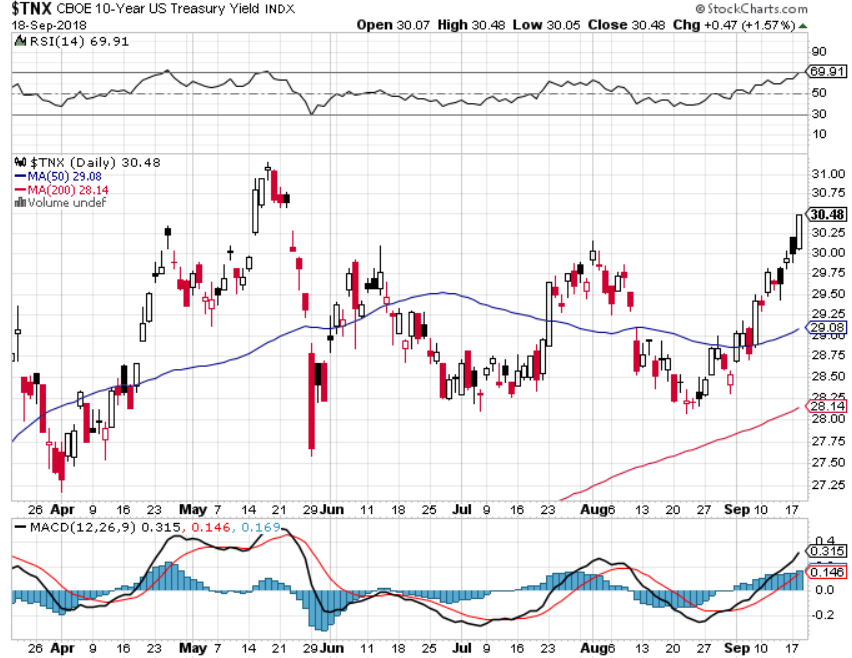 $TNX CBOE 10-Year US Treasury Yield INDX © StockCharts.com
18-Sep-2018 Open 30.07 High 30.48 Low 30.05 Close 30.48 Chg +0.47 (+1.57%)
RSI(14) 69.91
90
69.91
50
30
10
$TNX (Daily) 30.48
MA(50) 29.08
MA(200) 28.14
Volume undef
31.00
30.75
30.48
30.25
30.00
29.75
29.50
29.25
29.08
28.75
28.50
28.14
28.00
27.75
27.50
27.25
26 Apr 9 16 23 May 7 14 21 29 Jun 11 18 25 Jul 9 16 23 Aug6 13 20 27 Sep 10 17
MACD(12,26,9) 0.315, 0.146, 0.169
0.4
0.315
0.146
0.0
-0.2
26 Apr 9 16 23 May 7 14 21 29 Jun 11 18 25 Jul 9 16 23 Aug6 13 20 27 Sep 10 17